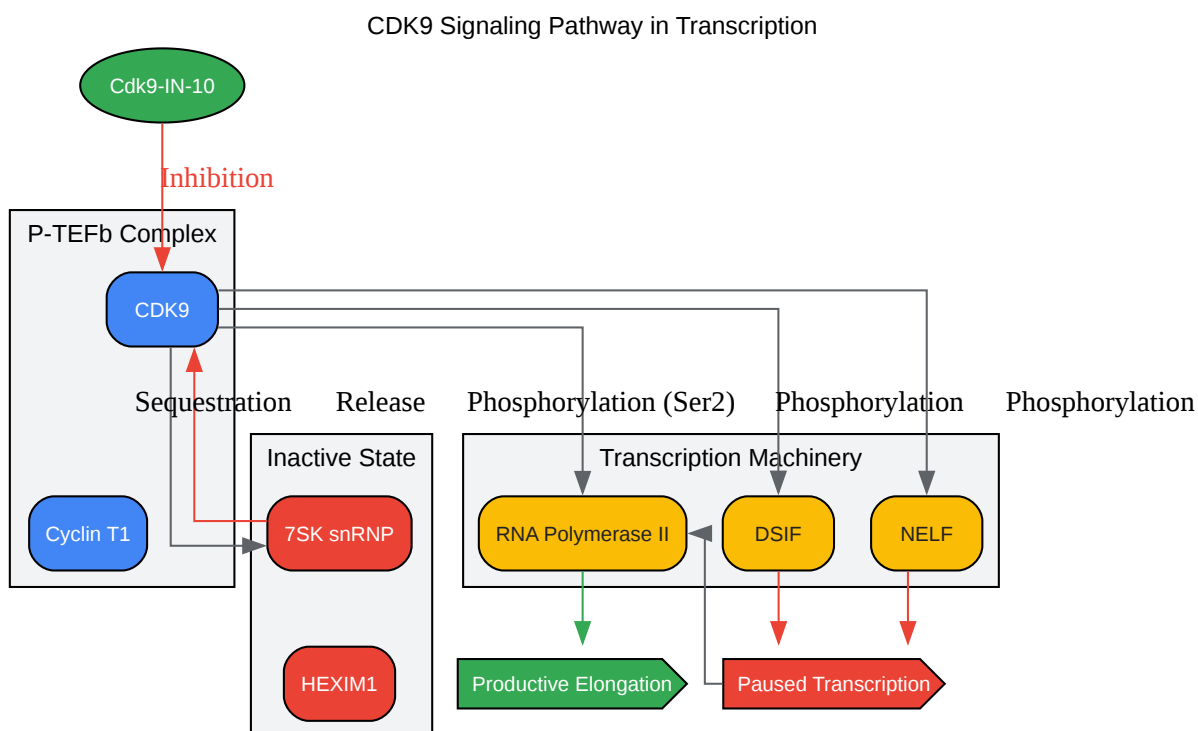 CDK9 Signaling Pathway in Transcription
Cdk9-IN-10
Inhibition
P-TEFb Complex
CDK9
Sequestration
Release
Phosphorylation (Ser2)
Phosphorylation
Phosphorylation
Inactive State
Transcription Machinery
Cyclin T1
7SK snRNP
RNA Polymerase II
DSIF
NELF
HEXIM1
Productive Elongation
Paused Transcription